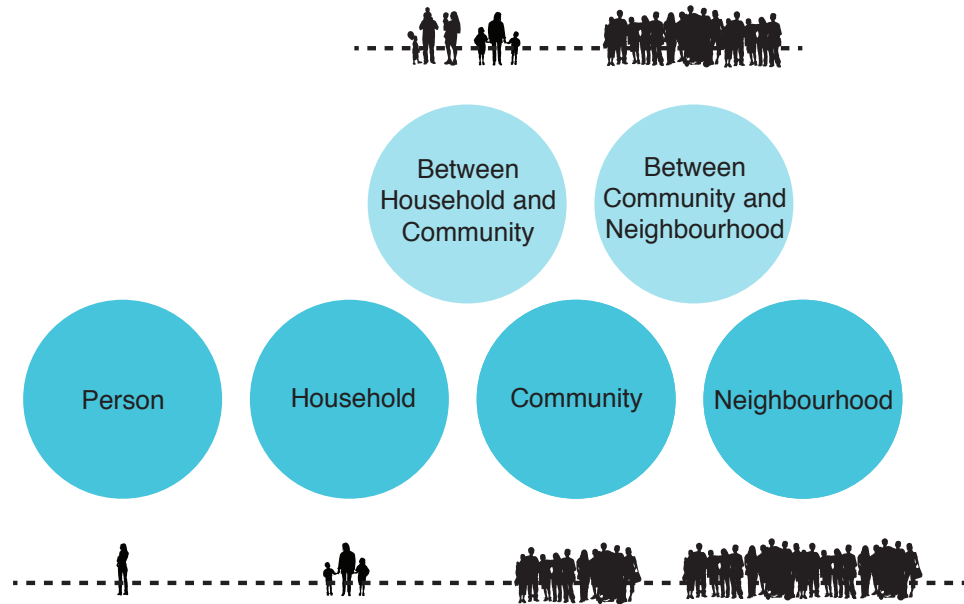 Between
Household and
Community
Between
Community and
Neighbourhood
Person
Household
Community
Neighbourhood